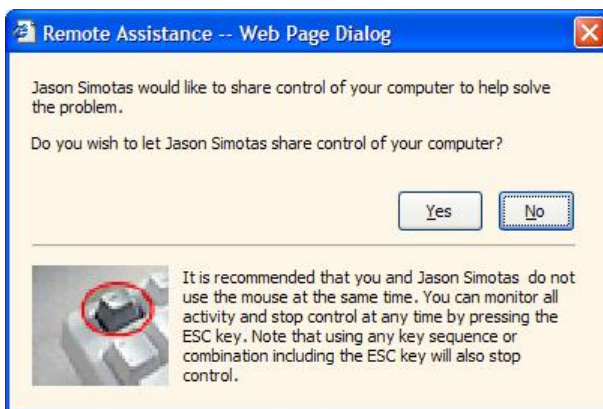 Remote Assistance -- Web Page Dialog
Jason Simotas would like to share control of your computer to help solve
the problem.
Do you wish to let Jason Simotas share control of your computer?
Yes
No
It is recommended that you and Jason Simotas do not
use the mouse at the same time. You can monitor all
activity and stop control at any time by pressing the
ESC key. Note that using any key sequence or
combination including the ESC key will also stop
control.